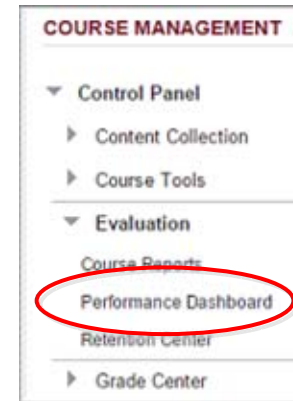 COURSE MANAGEMENT
Control Panel
Content Collection
Course Tools
Evaluation
Course Reports
Performance Dashboard
Retention Center
Grade Center